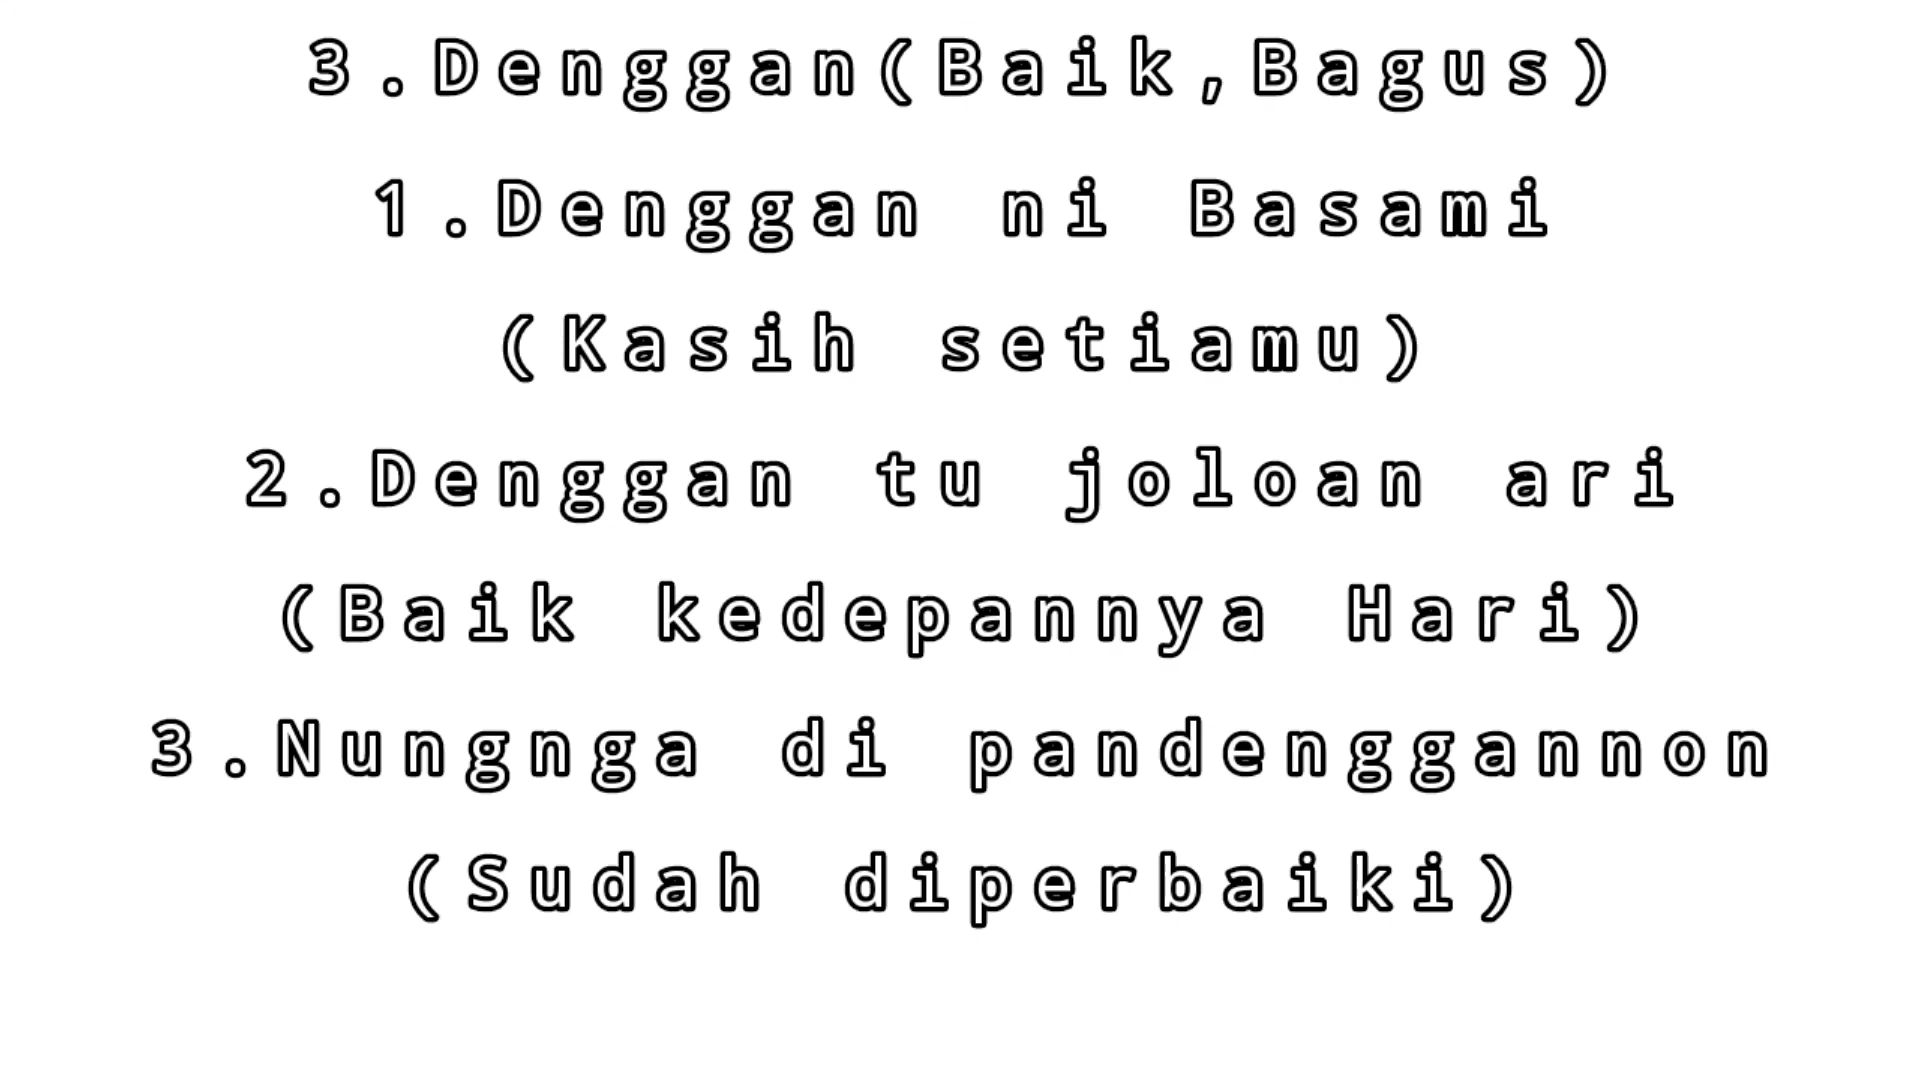 3.Denggan(Baik,Bagus)
1.Denggan ni Basami
(Kasih setiamu)
2.Denggan tu joloan ari
(Baik kedepannya Hari)
3.Nungnga di pandenggannon
(Sudah diperbaiki)